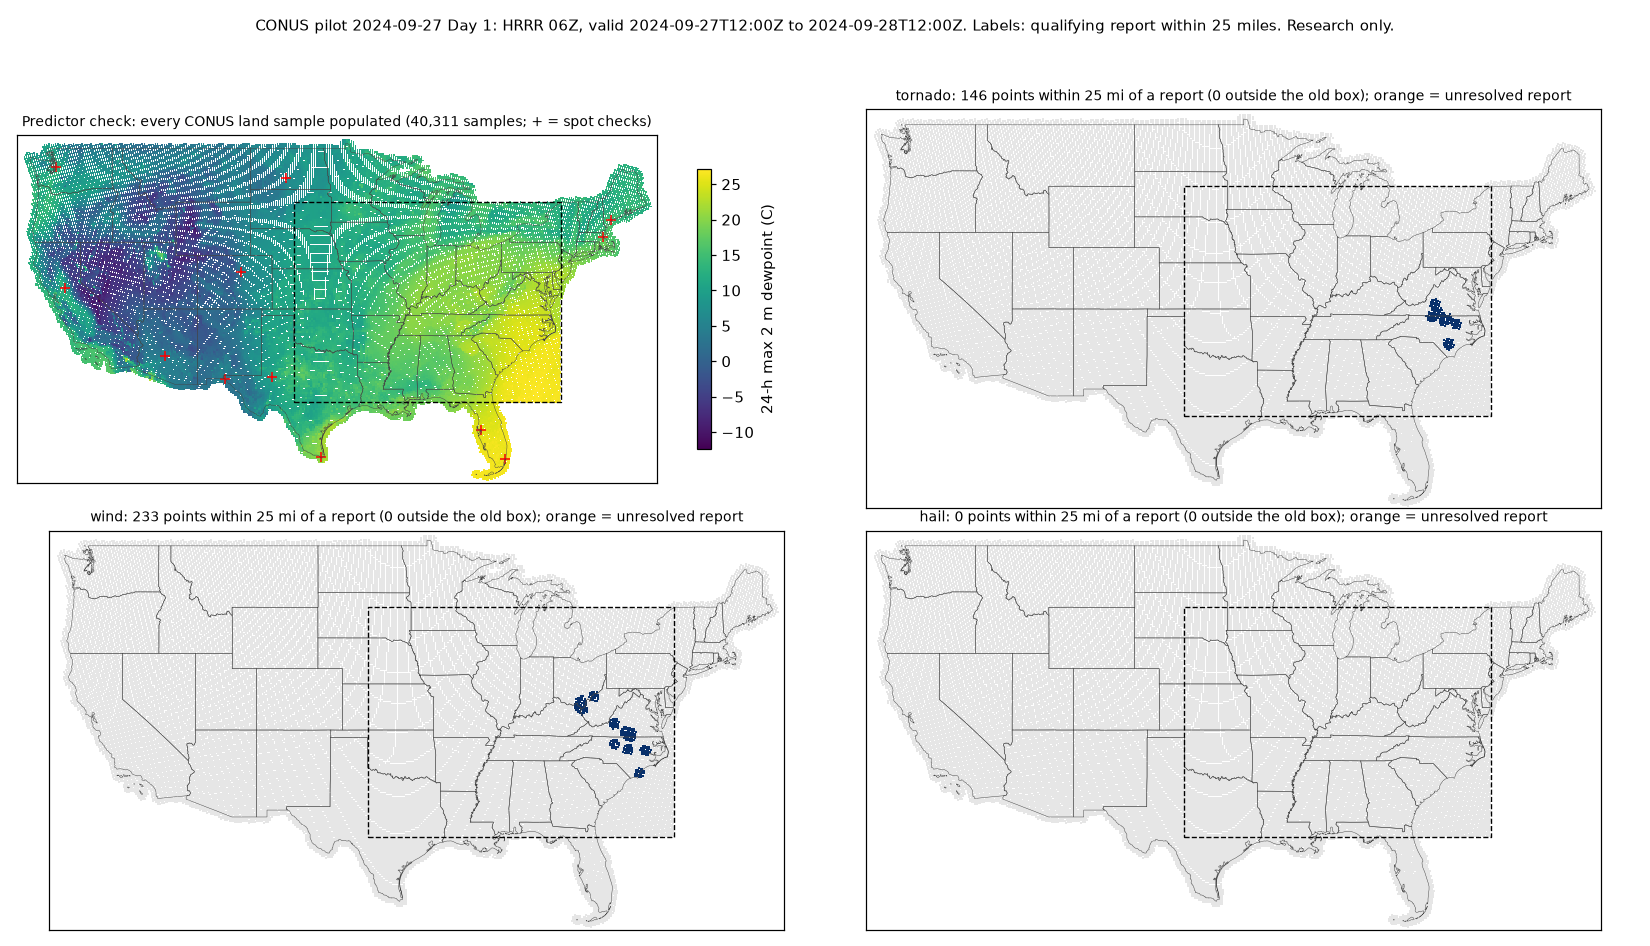 CONUS pilot 2024-09-27 Day 1: HRRR 06Z, valid 2024-09-27T12:00Z to 2024-09-28T12:00Z. Labels: qualifying report within 25 miles. Research only.
Predictor check: every CONUS land sample populated (40,311 samples; + = spot checks)
25
20
15
10
5
0
−5
−10
24-h max 2 m dewpoint (C)
tornado: 146 points within 25 mi of a report (0 outside the old box); orange = unresolved report
wind: 233 points within 25 mi of a report (0 outside the old box); orange = unresolved report
hail: 0 points within 25 mi of a report (0 outside the old box); orange = unresolved report